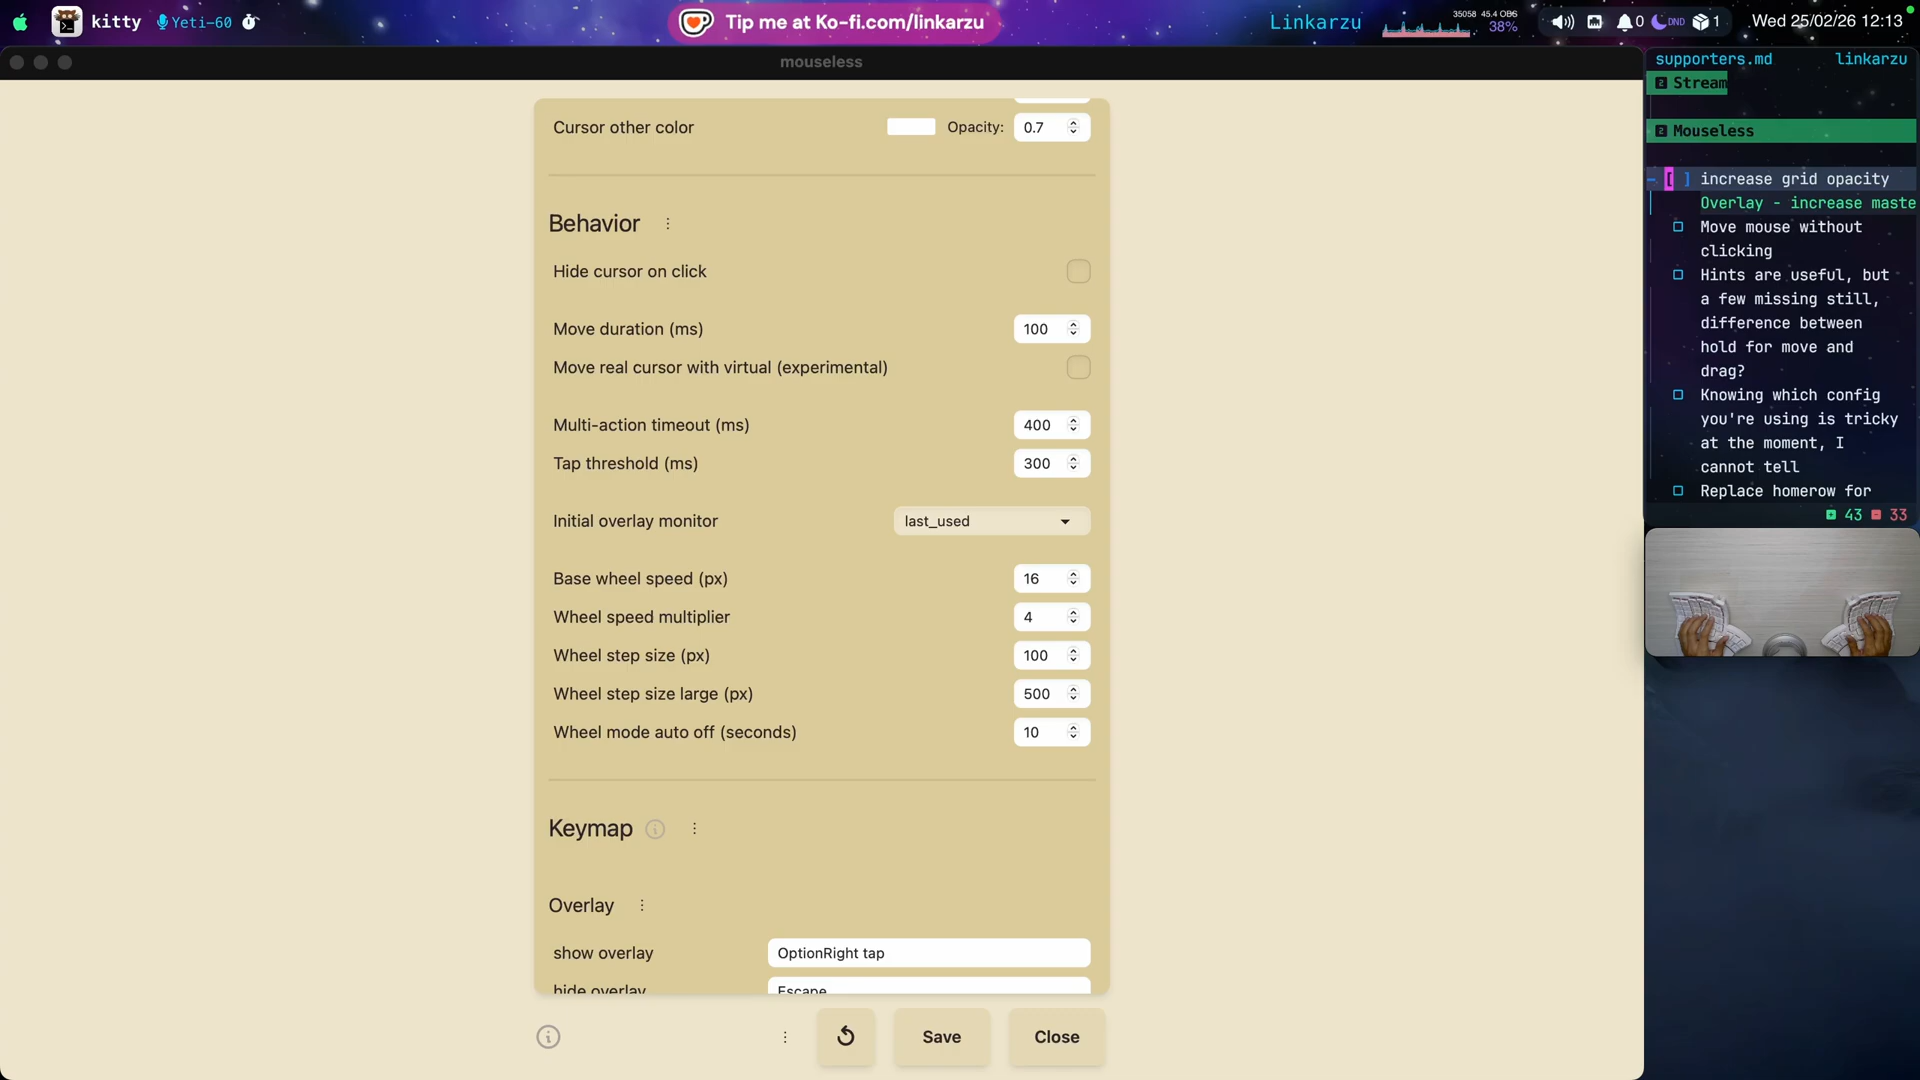 kitty
Yeti-60
Tip me at Ko-fi.com/linkarzu
Linkarzu
35058 45.4 OBS
38%
0
DND
1
Wed 25/02/26 12:13
mouseless
Cursor other color
Opacity:
0.7
Behavior
Hide cursor on click
Move duration (ms)
100
Move real cursor with virtual (experimental)
Multi-action timeout (ms)
400
Tap threshold (ms)
300
Initial overlay monitor
last_used
Base wheel speed (px)
16
Wheel speed multiplier
4
Wheel step size (px)
100
Wheel step size large (px)
500
Wheel mode auto off (seconds)
10
Keymap
Overlay
show overlay
OptionRight tap
hide overlay
Escape
Save
Close
supporters.md
linkarzu
2 Stream
2 Mouseless
[ ] increase grid opacity
Overlay - increase maste
Move mouse without
clicking
Hints are useful, but
a few missing still,
difference between
hold for move and
drag?
Knowing which config
you're using is tricky
at the moment, I
cannot tell
Replace homerow for
43
33